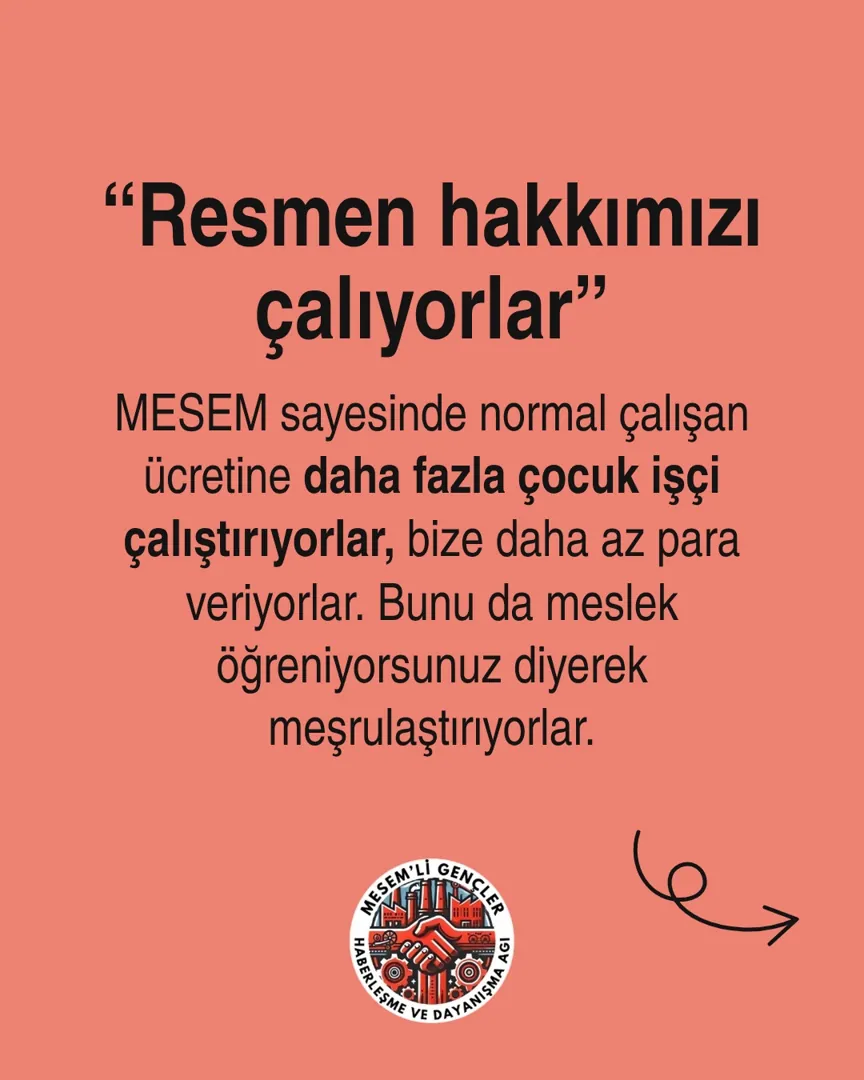 “Resmen hakkımızı
çalıyorlar”
MESEM sayesinde normal çalışan
ücretine daha fazla çocuk işçi
çalıştırıyorlar, bize daha az para
veriyorlar. Bunu da meslek
öğreniyorsunuz diyerek
meşrulaştırıyorlar.
MESEM’Lİ GENÇLER
HABERLEŞME VE DAYANIŞMA AGI